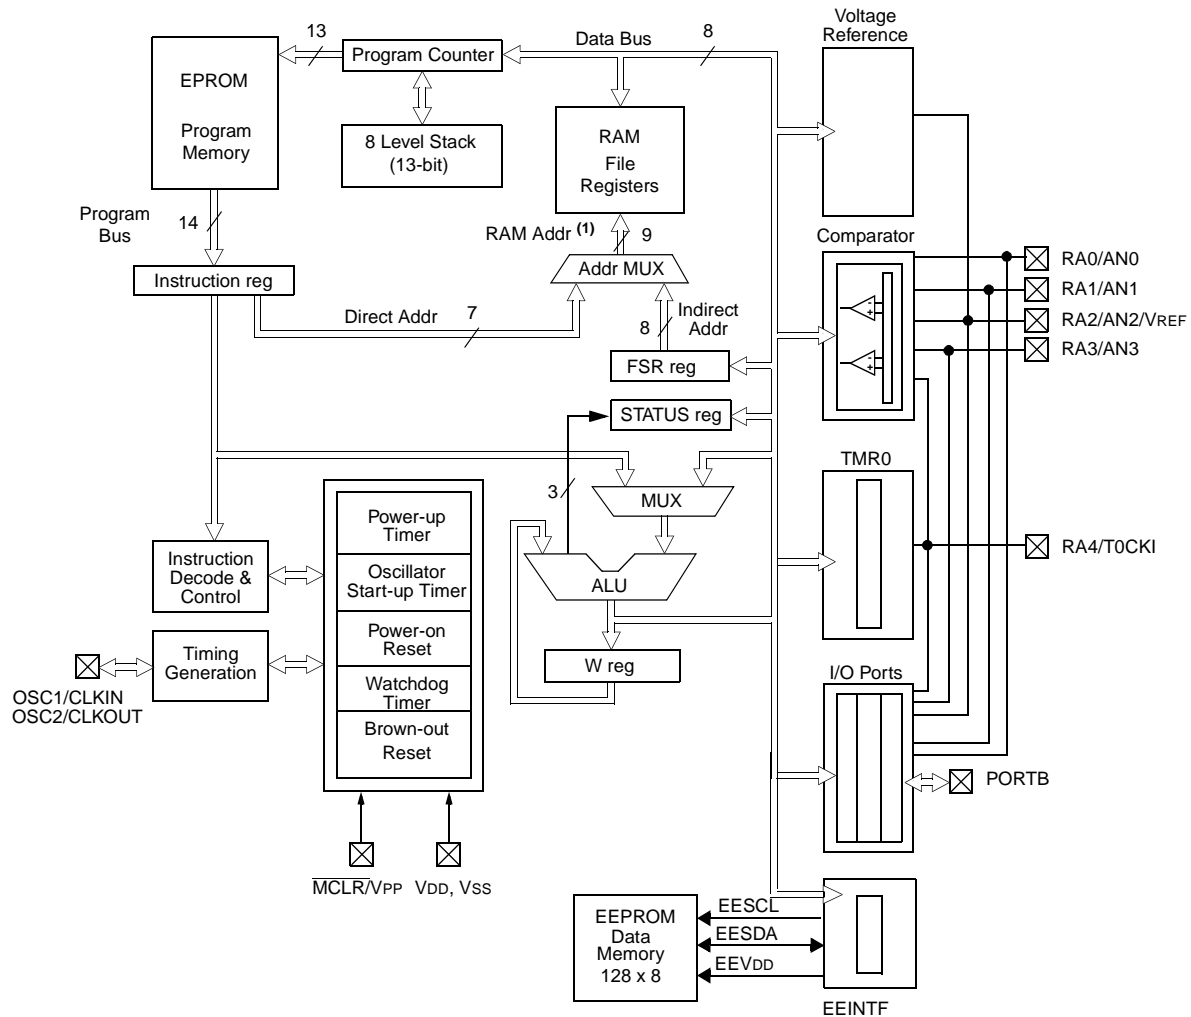 Voltage
Reference
13
Data Bus
8
Program Counter
EPROM
Program
Memory
8 Level Stack
(13-bit)
RAM
File
Registers
Program
Bus
14
RAM Addr (1)
9
Comparator
Addr MUX
Instruction reg
Direct Addr
7
8
Indirect
Addr
FSR reg
STATUS reg
-
+
-
+
RA0/AN0
RA1/AN1
RA2/AN2/VREF
RA3/AN3
TMR0
3
MUX
Power-up
Timer
Instruction
Decode &
Control
Oscillator
Start-up Timer
ALU
RA4/T0CKI
Power-on
Reset
Timing
Generation
W reg
I/O Ports
OSC1/CLKIN
OSC2/CLKOUT
Watchdog
Timer
Brown-out
Reset
PORTB
MCLR/VPP
VDD, VSS
EEPROM
Data
Memory
128 x 8
EESCL
EESDA
EEVDD
EEINTF